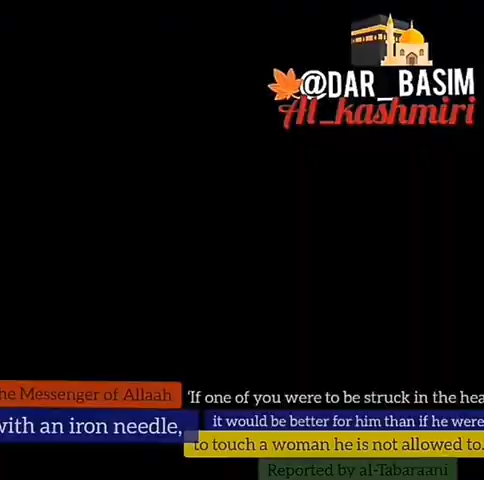 @DAR_BASIM
Al_kashmiri
he Messenger of Allaah 'If one of you were to be struck in the hea
with an iron needle, it would be better for him than if he were
to touch a woman he is not allowed to.
Reported by al-Tabaraani